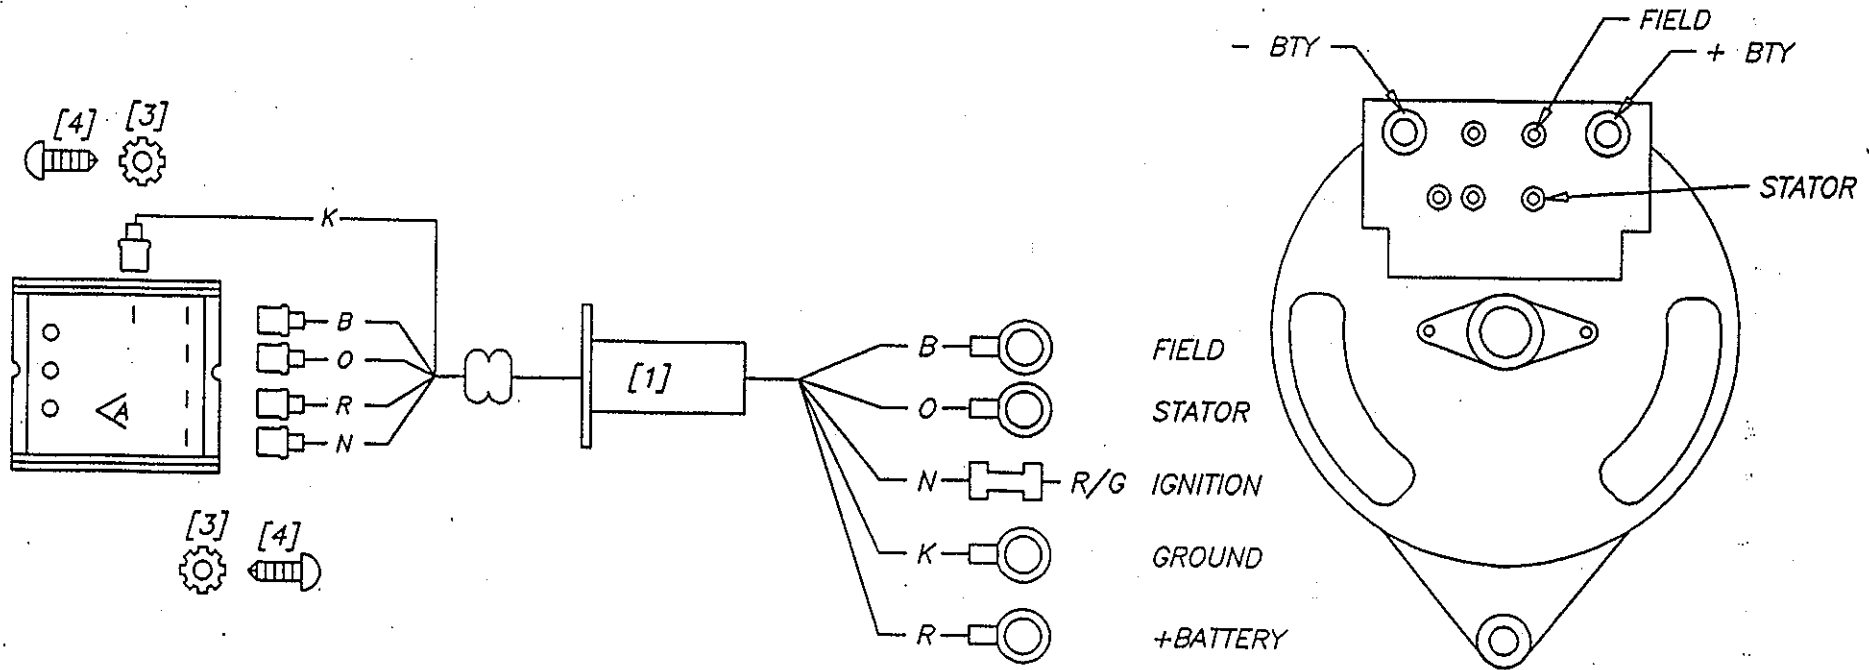 FIELD
- BTY
+ BTY
[4] [3]
STATOR
K
B
O
R
N
A
[1]
B FIELD
O STATOR
N R/G IGNITION
K GROUND
R +BATTERY
[3] [4]